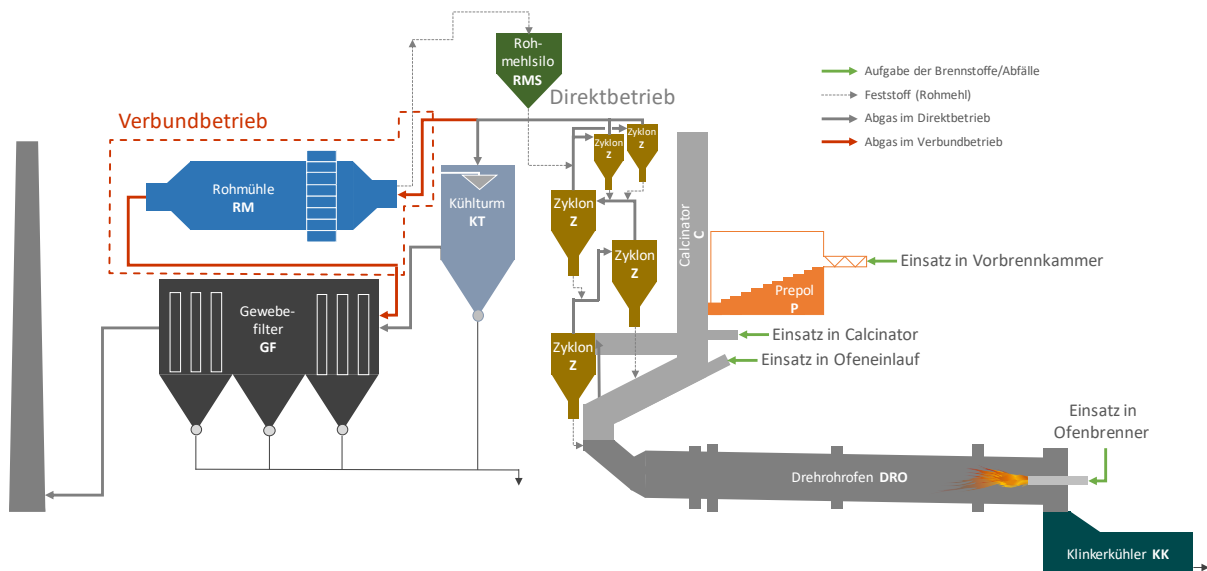 Roh-
mehlsilo
RMS
Direktbetrieb
Verbundbetrieb
Aufgabe der Brennstoffe/Abfälle
Feststoff (Rohmehl)
Abgas im Direktbetrieb
Abgas im Verbundbetrieb
Rohmühle
RM
Kühlturm
KT
Zyklon
Z
Zyklon
Z
Zyklon
Z
Zyklon
Z
Calcinator
C
Prepol
P
Einsatz in Vorbrennkammer
Gewebe-
filter
GF
Zyklon
Z
Einsatz in Calcinator
Einsatz in Ofeneinlauf
Einsatz in
Ofenbrenner
Drehrohrofen DRO
Klinkerkühler KK